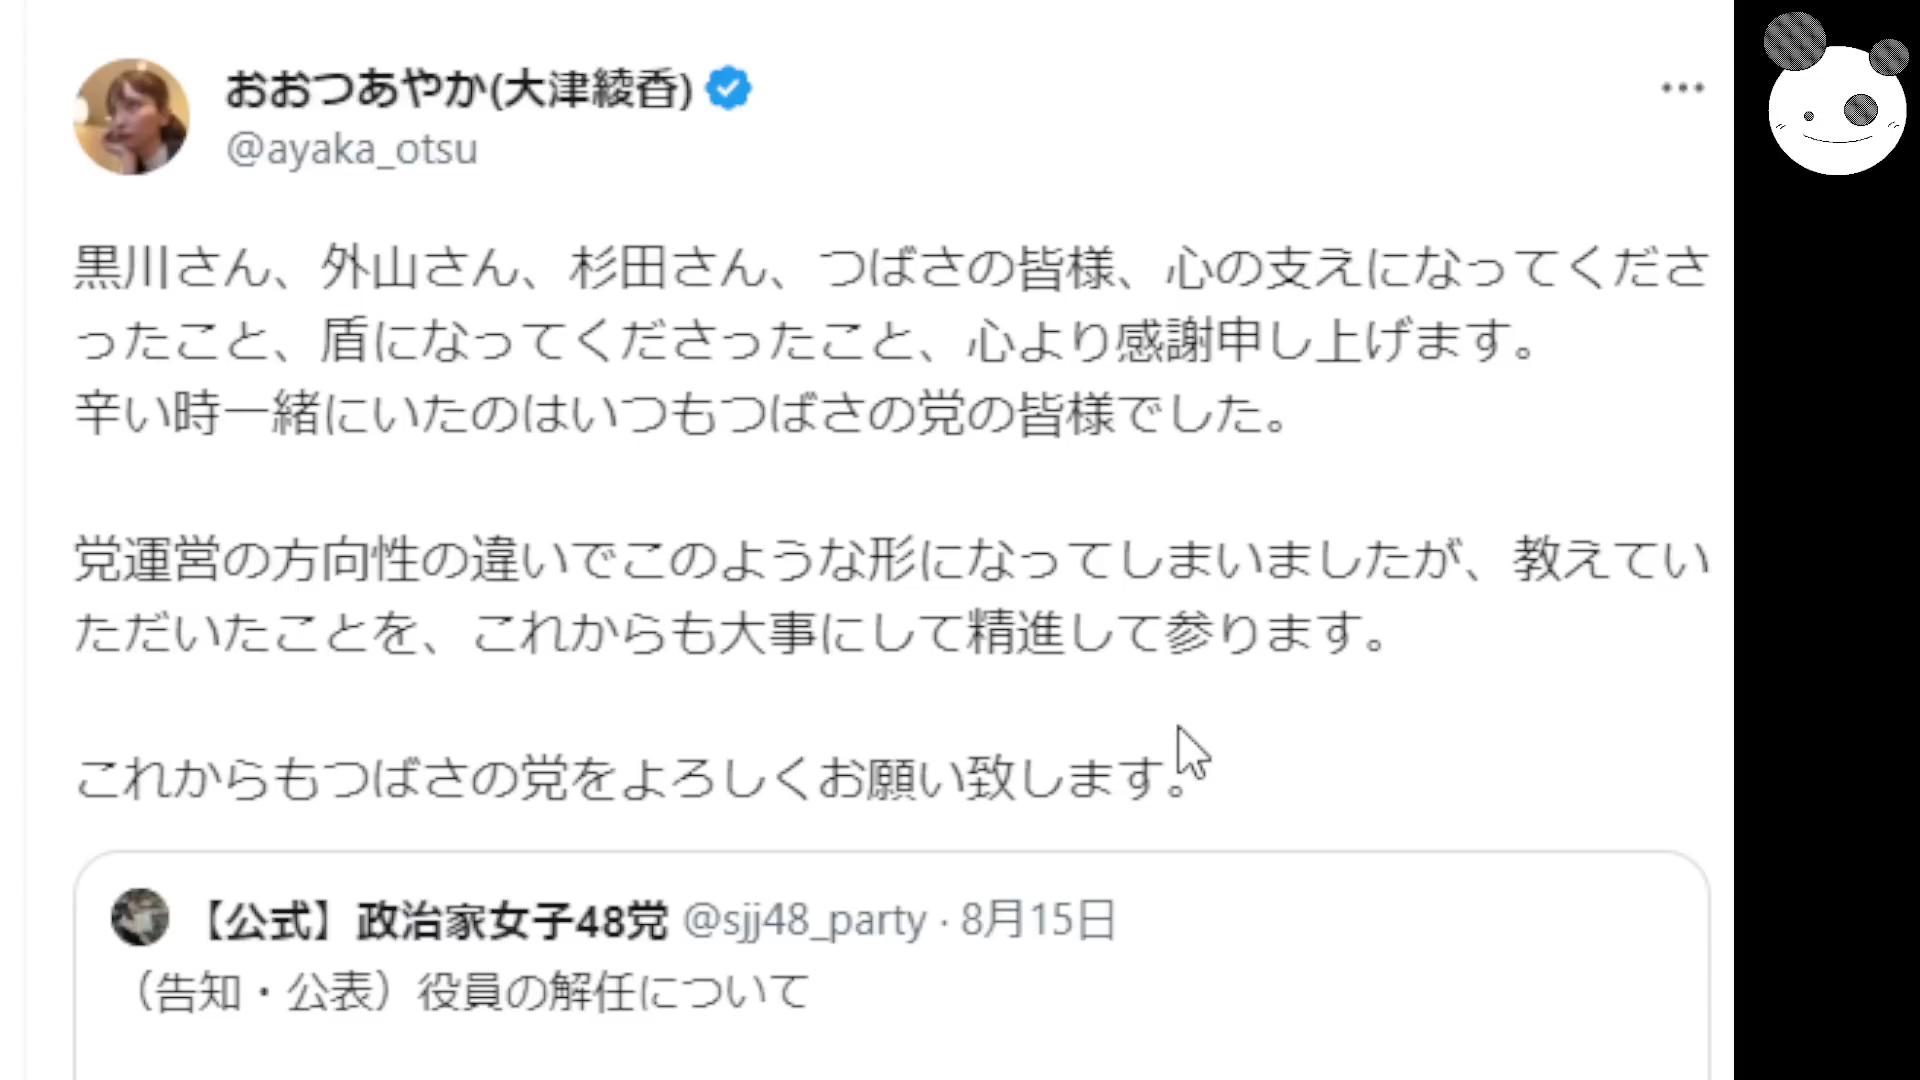 おおつあやか(大津綾香)
@ayaka_otsu
黒川さん、外山さん、杉田さん、つばさの皆様、心の支えになってくださ
ったこと、盾になってくださったこと、心より感謝申し上げます。
辛い時一緒にいたのはいつもつばさの党の皆様でした。
党運営の方向性の違いでこのような形になってしまいましたが、教えてい
ただいたことを、これからも大事にして精進して参ります。
これからもつばさの党をよろしくお願い致します。
【公式】政治家女子48党 @sjj48_party · 8月15日
（告知・公表）役員の解任について